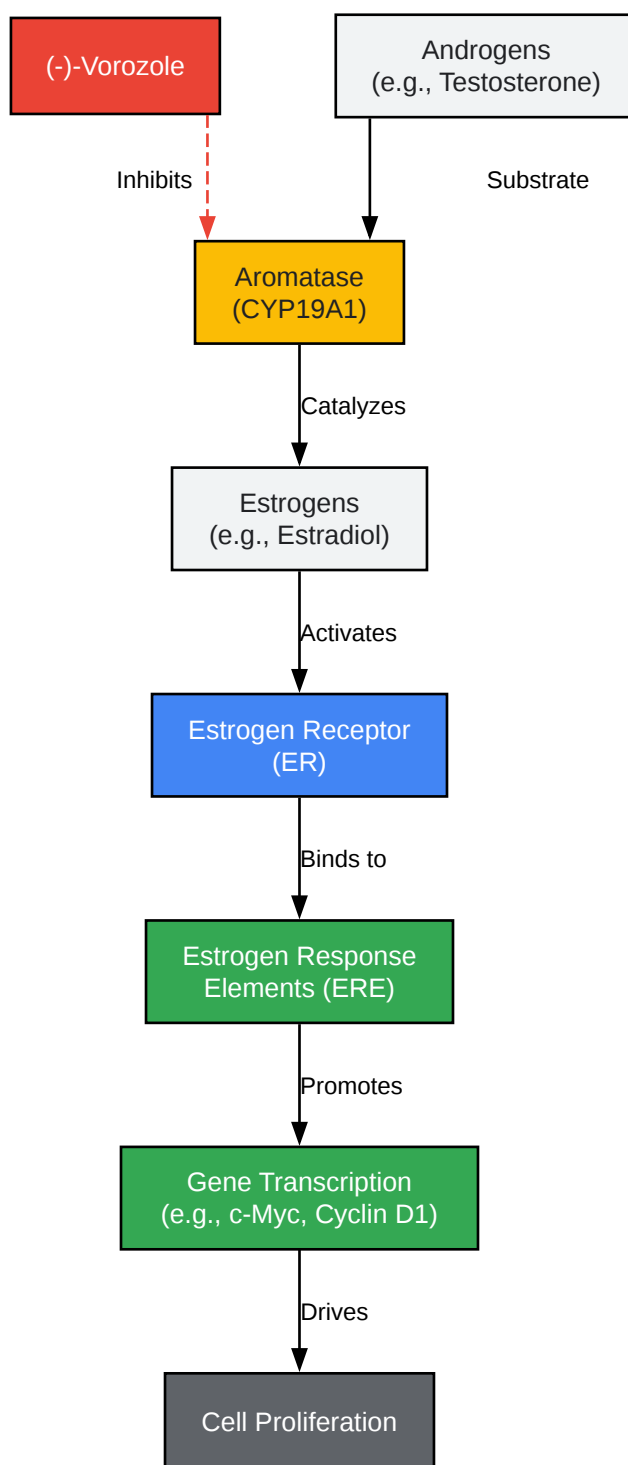 (-)-Vorozole
Androgens
(e.g., Testosterone)
Inhibits
Substrate
Aromatase
(CYP19A1)
Catalyzes
Estrogens
(e.g., Estradiol)
Activates
Estrogen Receptor
(ER)
Binds to
Estrogen Response
Elements (ERE)
Promotes
Gene Transcription
(e.g., c-Myc, Cyclin D1)
Drives
Cell Proliferation